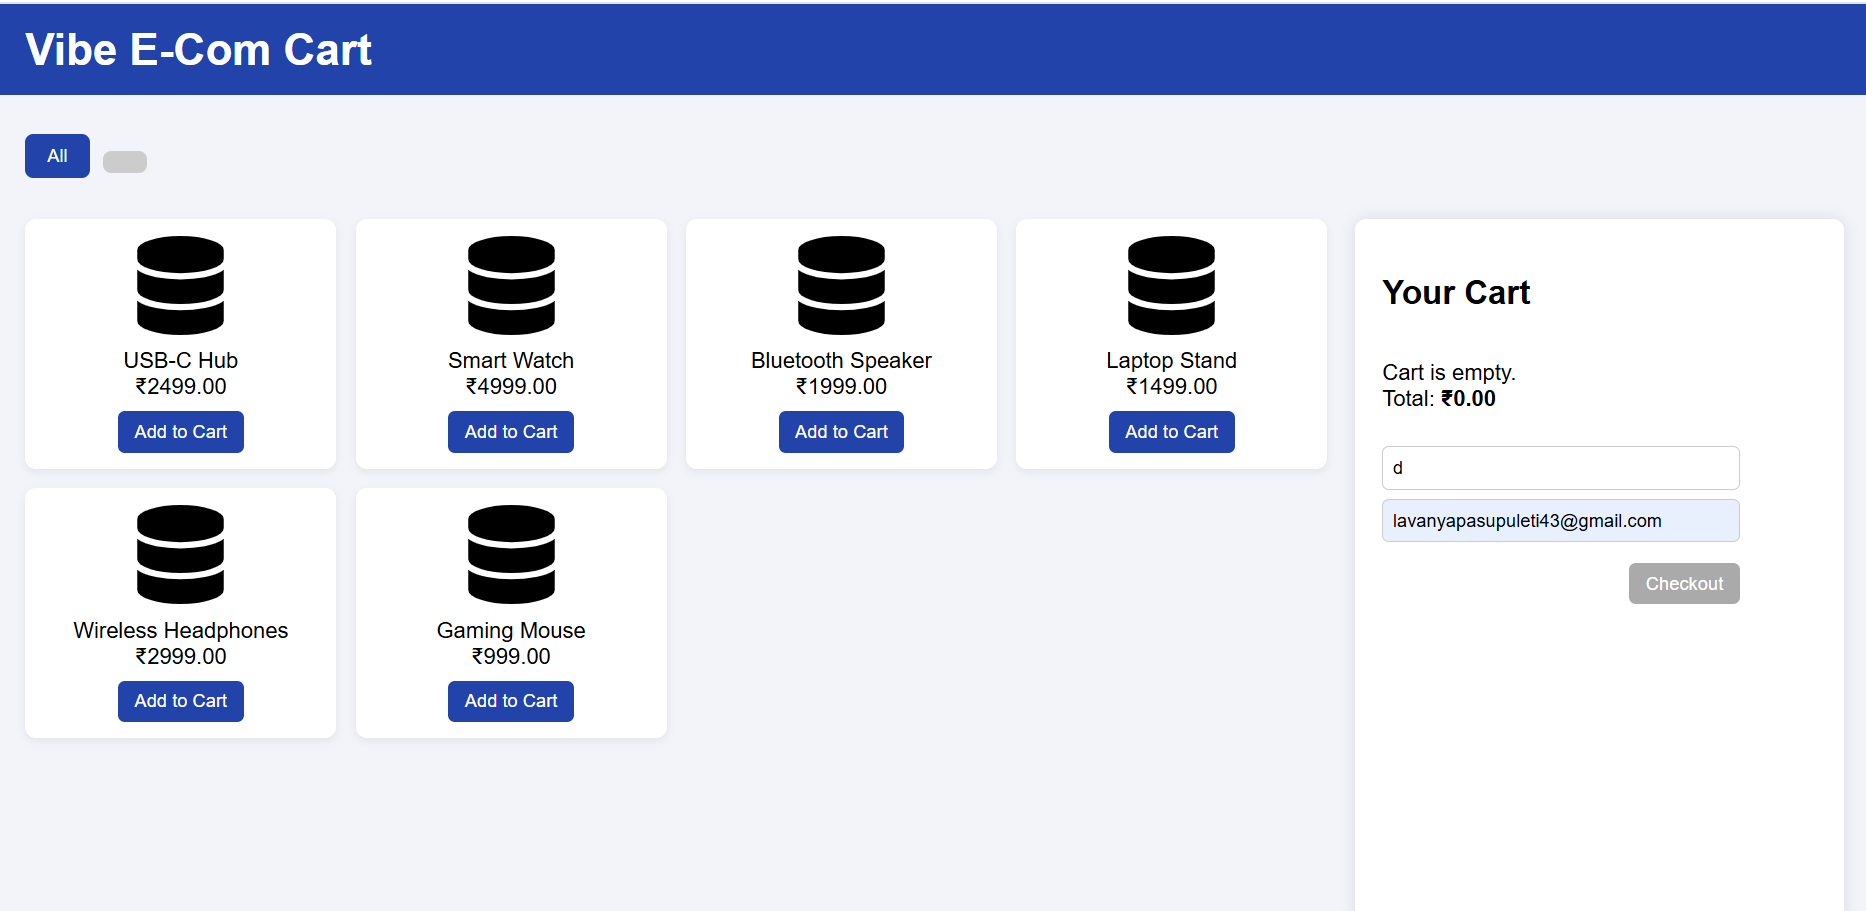 Vibe E-Com Cart
All
USB-C Hub
₹2499.00
Add to Cart
Smart Watch
₹4999.00
Add to Cart
Bluetooth Speaker
₹1999.00
Add to Cart
Laptop Stand
₹1499.00
Add to Cart
Wireless Headphones
₹2999.00
Add to Cart
Gaming Mouse
₹999.00
Add to Cart
Your Cart
Cart is empty.
Total: ₹0.00
d
lavanyapasupuleti43@gmail.com
Checkout